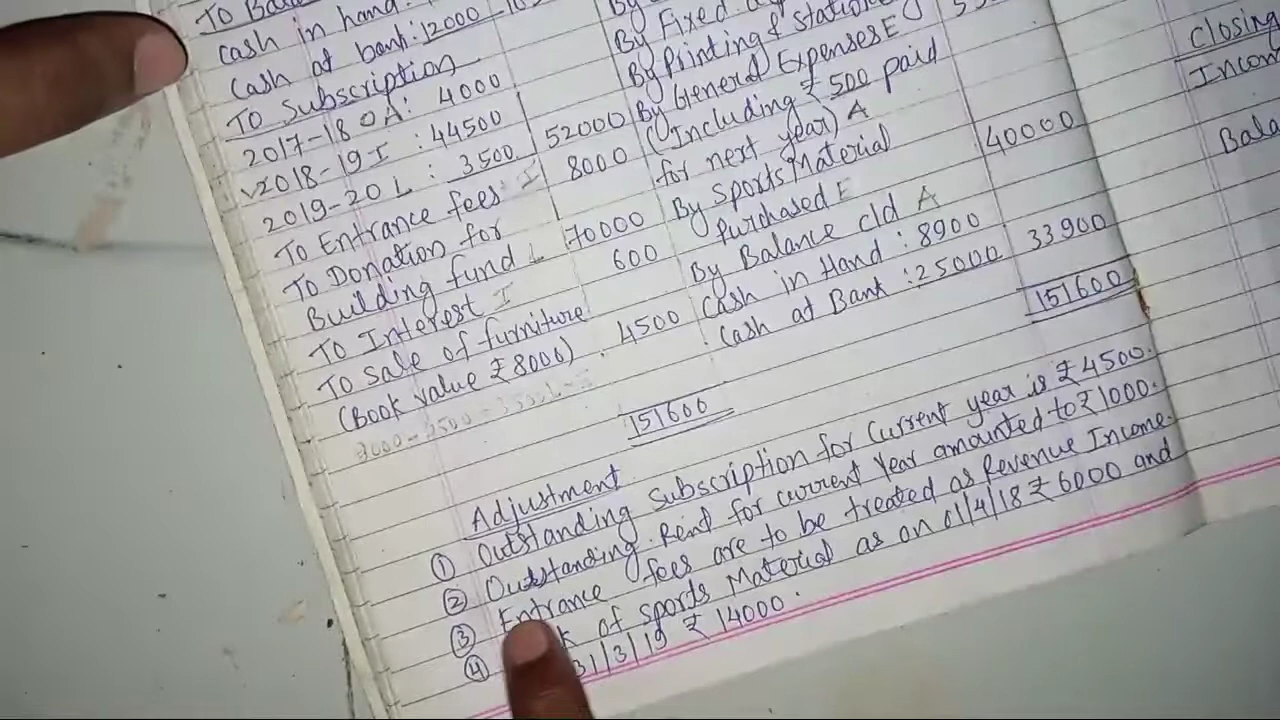 To Bala
cash in hand:
cash at bank: 12000
To Subscription
2017-18 OA: 4000
2018-19 I : 44500
2019-20 L : 3500 52000
To Entrance fees I 8000
To Donation for
Building fund L 70000
To Interest I 600
To sale of furniture
(Book value ₹8000) 4500
151600
By
By Fixed
By Printing & Station
By General Expenses E
(Including ₹500 paid
for next year) A
By Sports Material
purchased E 40000
By Balance c/d A
Cash in Hand : 8900
Cash at Bank : 25000 33900
151600
Adjustment
① Outstanding Subscription for current year is ₹4500.
② Outstanding Rent for current Year amounted to ₹1000.
③ Entrance fees are to be treated as Revenue Income.
④ of sports Material as on 01/4/18 ₹6000 and
31/3/19 ₹14000.
Closing
Incom
Bala